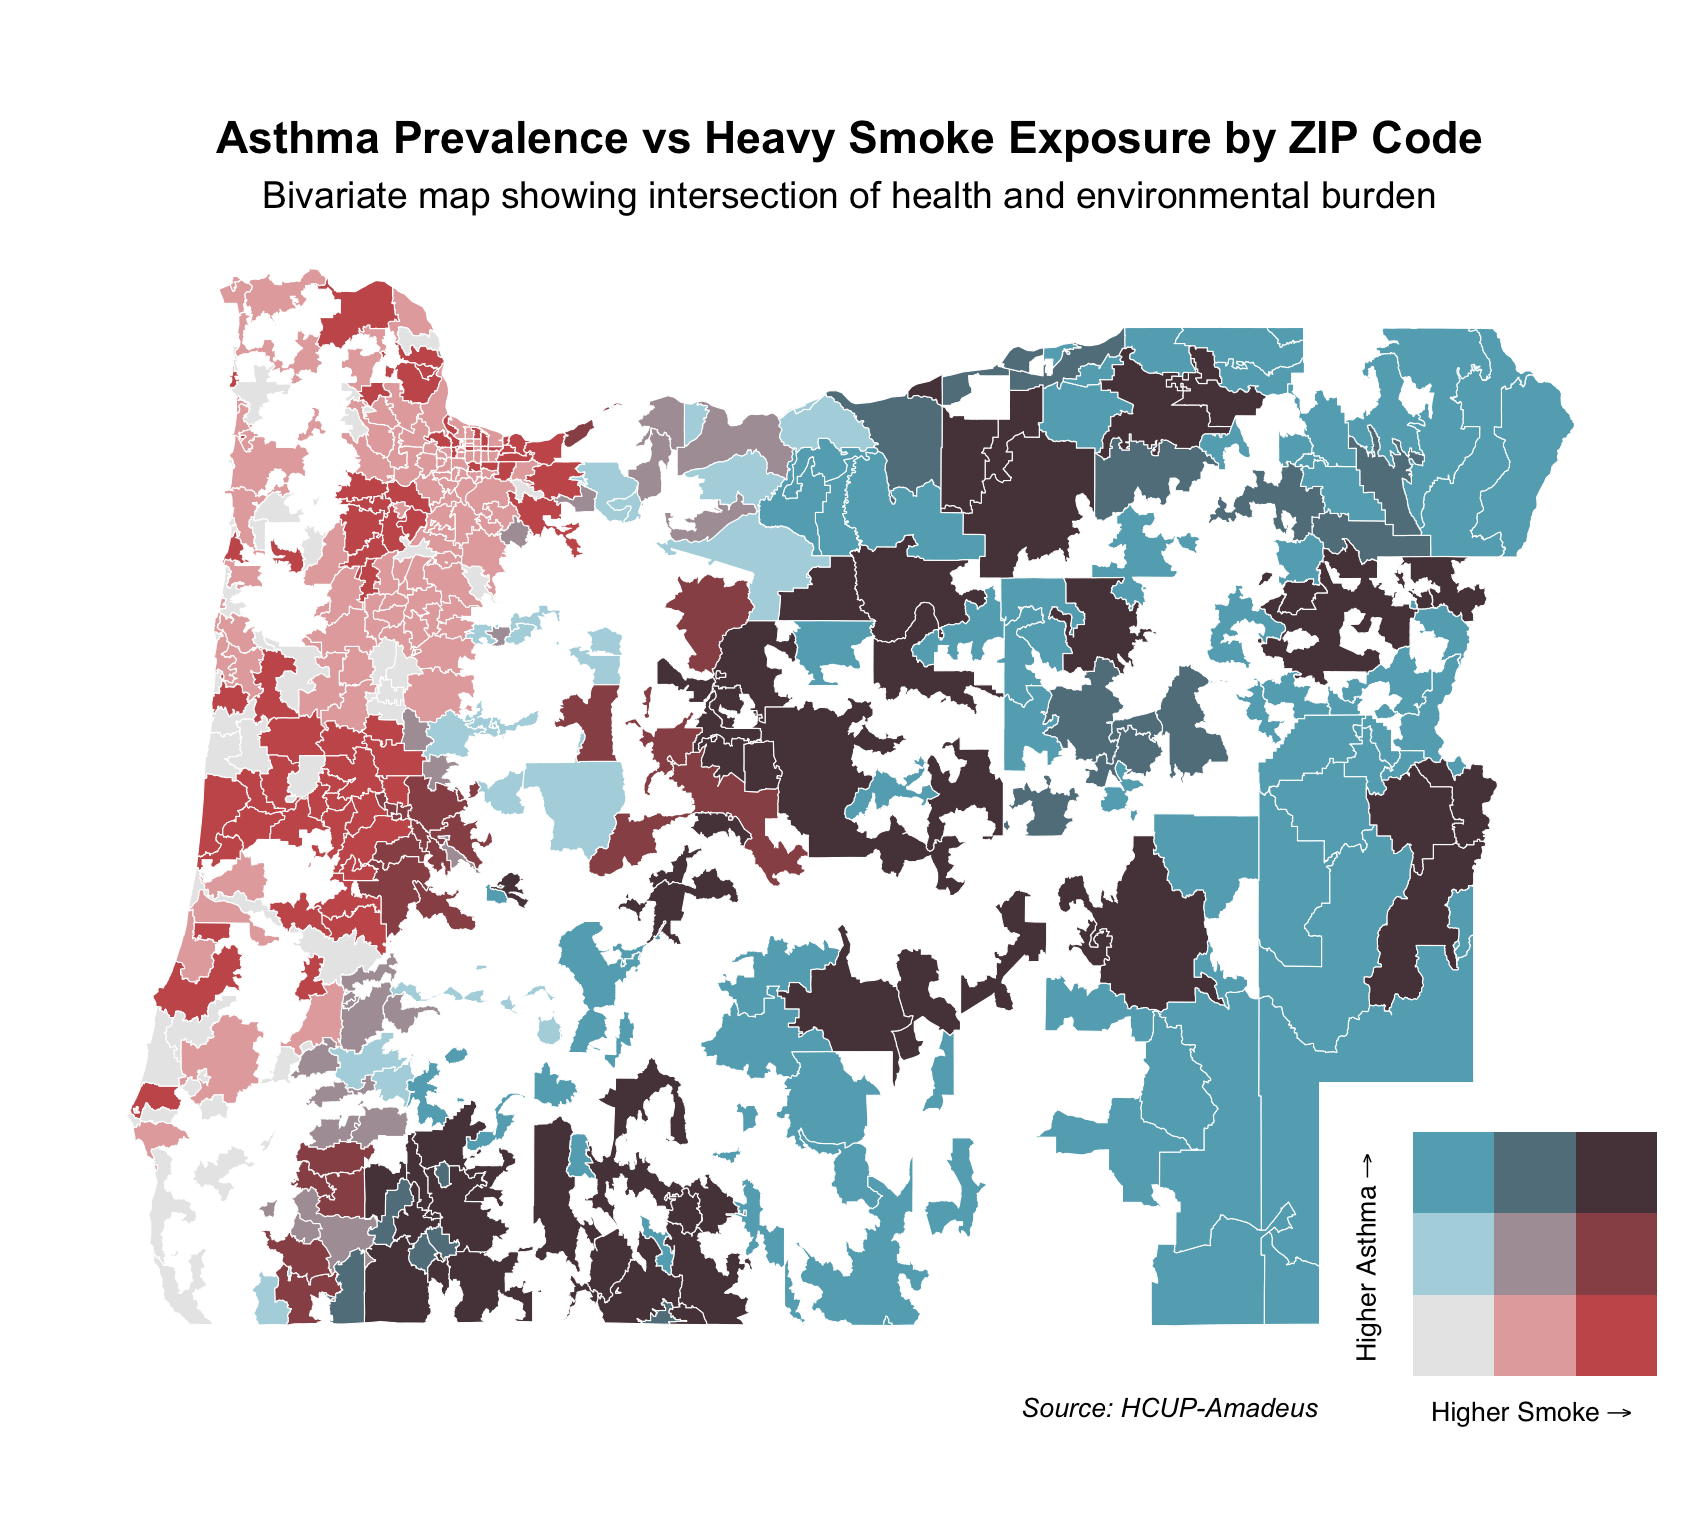 Asthma Prevalence vs Heavy Smoke Exposure by ZIP Code
Bivariate map showing intersection of health and environmental burden
Higher Asthma →
Higher Smoke →
Source: HCUP-Amadeus